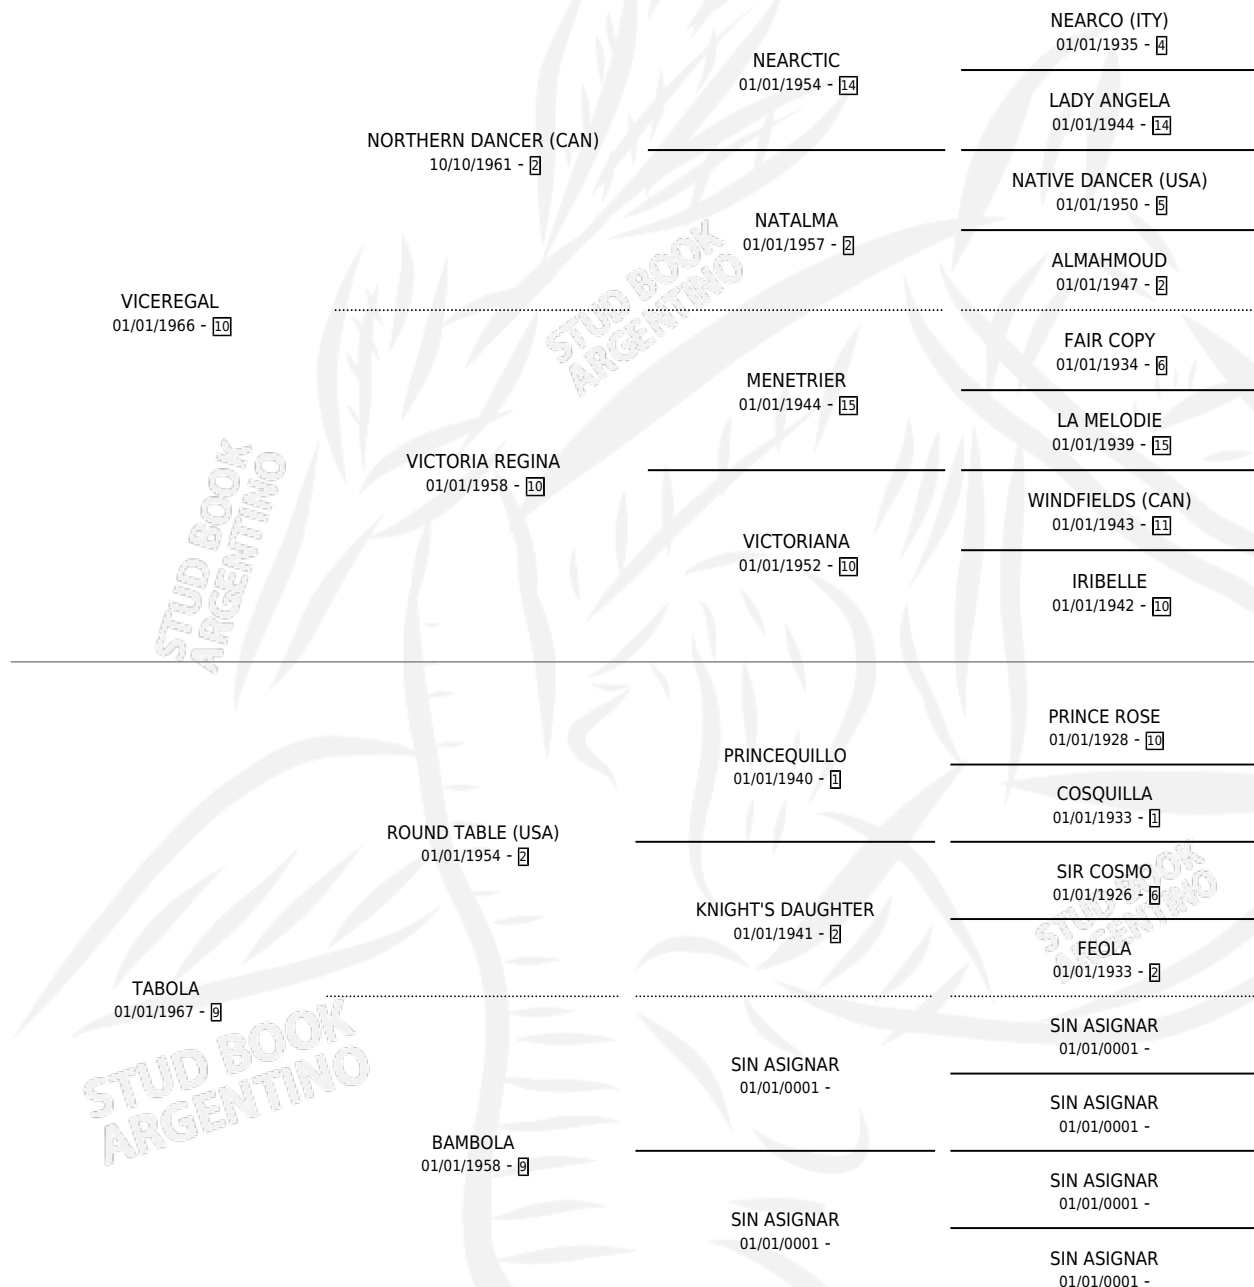 NEARCO (ITY)
01/01/1935 - 4
NEARCTIC
01/01/1954 - 14
LADY ANGELA
01/01/1944 - 14
NORTHERN DANCER (CAN)
10/10/1961 - 2
NATIVE DANCER (USA)
01/01/1950 - 5
NATALMA
01/01/1957 - 2
ALMAHMOUD
01/01/1947 - 2
VICEREGAL
01/01/1966 - 10
STUD BOOK
ARGENTINO
FAIR COPY
01/01/1934 - 6
MENETRIER
01/01/1944 - 15
LA MELODIE
01/01/1939 - 15
VICTORIA REGINA
01/01/1958 - 10
WINDFIELDS (CAN)
01/01/1943 - 11
VICTORIANA
01/01/1952 - 10
IRIBELLE
01/01/1942 - 10
STUD BOOK
ARGENTINO
PRINCE ROSE
01/01/1928 - 10
PRINCEQUILLO
01/01/1940 - 1
COSQUILLA
01/01/1933 - 1
ROUND TABLE (USA)
01/01/1954 - 2
SIR COSMO
01/01/1926 - 6
KNIGHT'S DAUGHTER
01/01/1941 - 2
STUD BOOK
ARGENTINO
FEOLA
01/01/1933 - 2
TABOLA
01/01/1967 - 9
STUD BOOK
ARGENTINO
SIN ASIGNAR
01/01/0001 -
SIN ASIGNAR
01/01/0001 -
SIN ASIGNAR
01/01/0001 -
BAMBOLA
01/01/1958 - 9
SIN ASIGNAR
01/01/0001 -
SIN ASIGNAR
01/01/0001 -
SIN ASIGNAR
01/01/0001 -